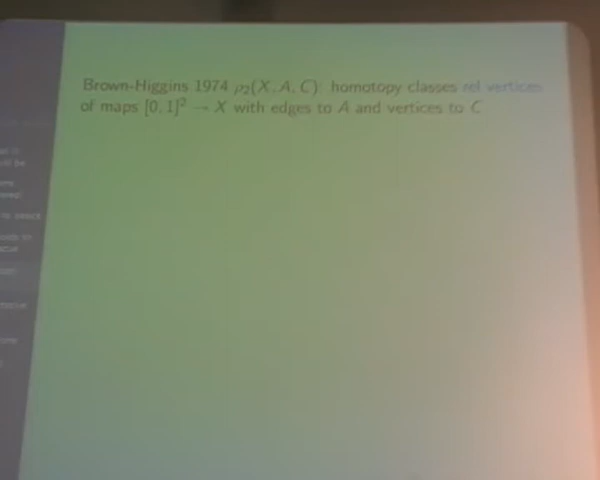 Brown-Higgins 1974 ρ₂(X, A, C): homotopy classes rel vertices
of maps [0, 1]² → X with edges to A and vertices to C